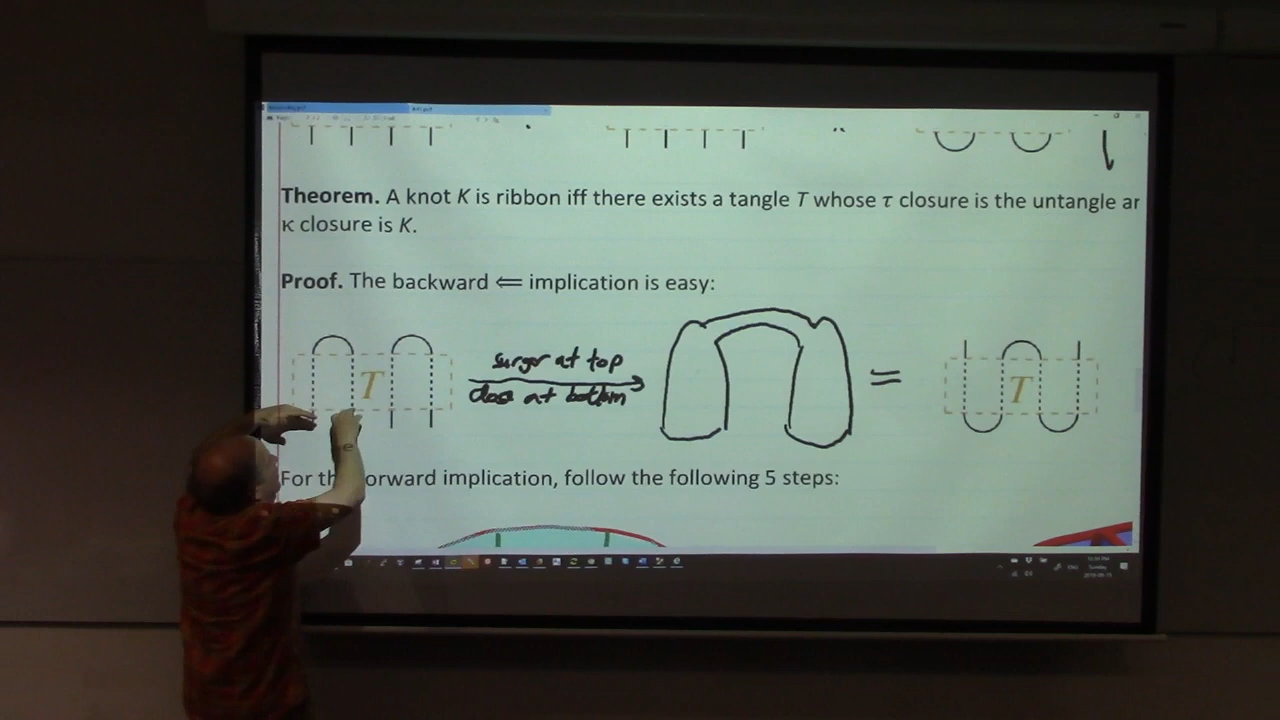 Theorem. A knot K is ribbon iff there exists a tangle T whose τ closure is the untangle ar
κ closure is K.
Proof. The backward ⟸ implication is easy:
T
surger at top
close at bottom
=
T
For th orward implication, follow the following 5 steps: